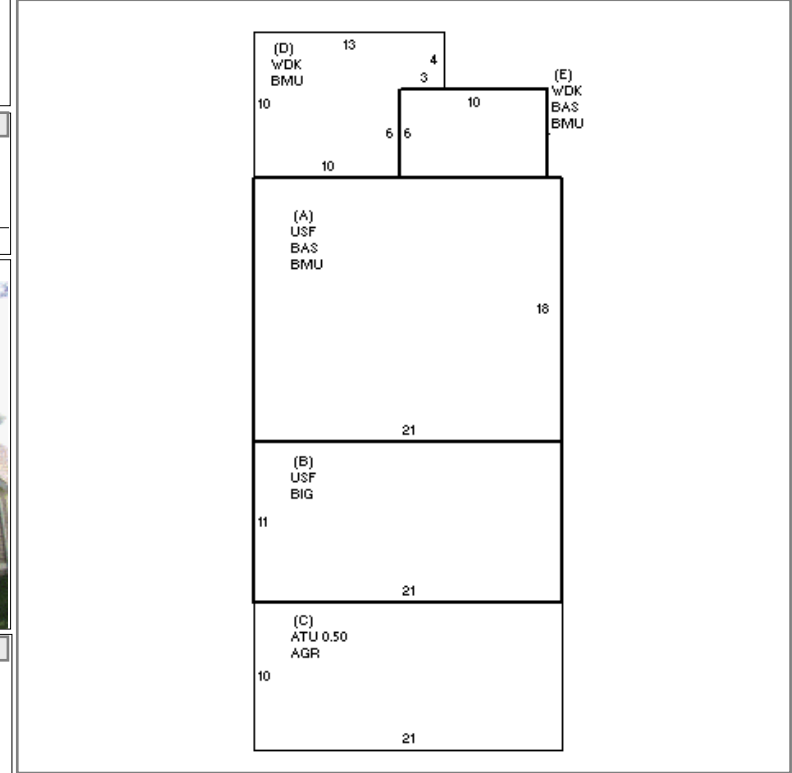 13
(D)
WDK
BMU
4
3
(E)
WDK
BAS
BMU
10
10
6
6
10
(A)
USF
BAS
BMU
18
21
(B)
USF
BIG
11
21
(C)
ATU 0.50
AGR
10
21